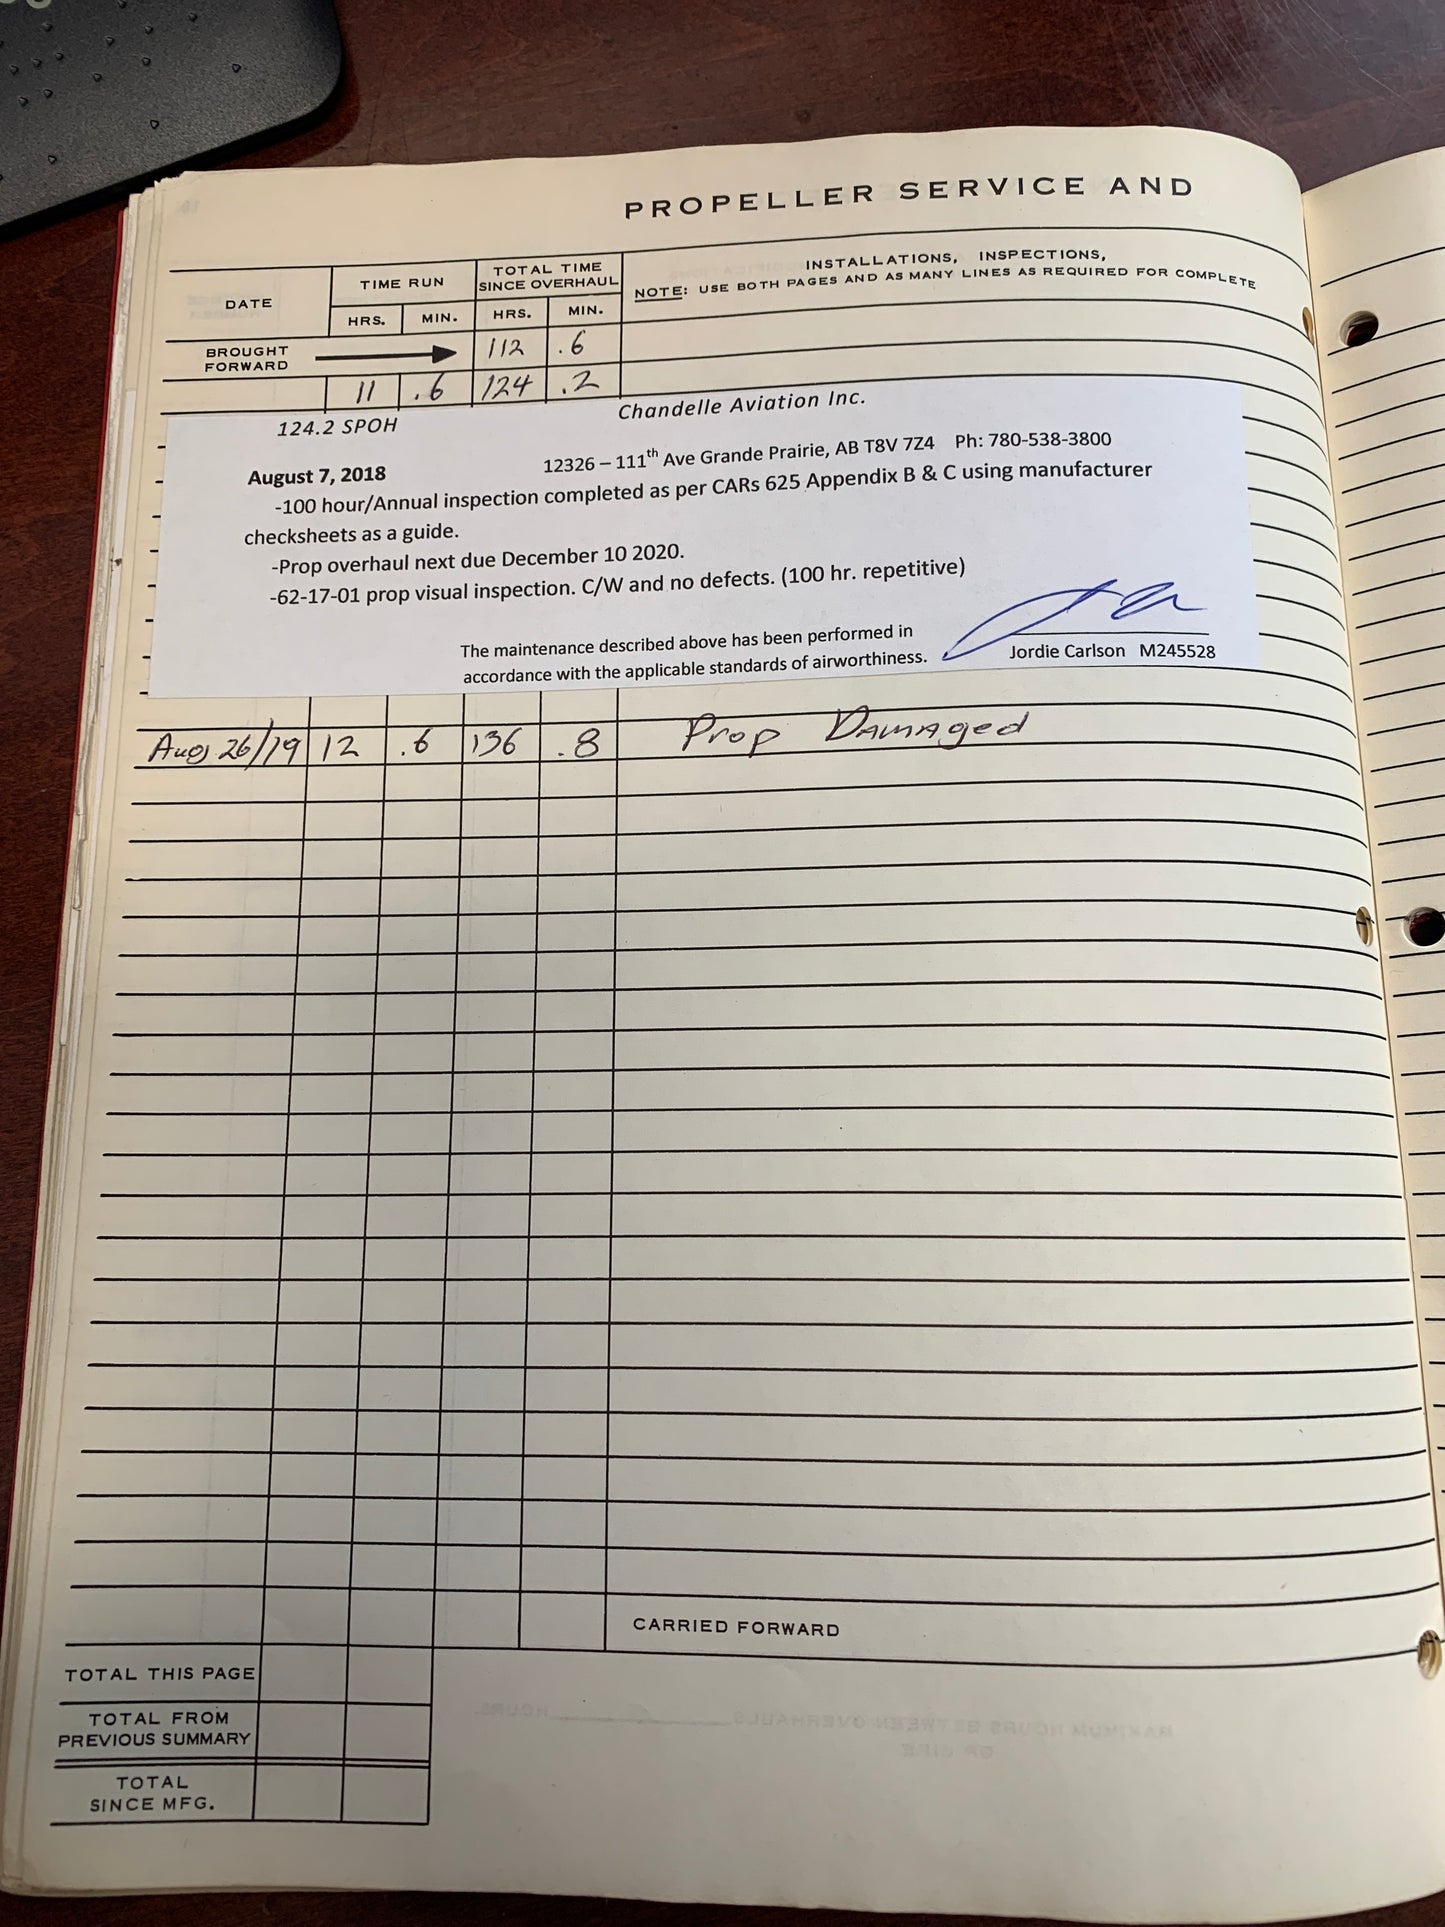 PROPELLER SERVICE AND
DATE
TIME RUN
TOTAL TIME
SINCE OVERHAUL
INSTALLATIONS, INSPECTIONS,
NOTE: USE BOTH PAGES AND AS MANY LINES AS REQUIRED FOR COMPLETE
HRS. MIN. HRS. MIN.
BROUGHT
FORWARD
112 .6
11 .6 124 .2
124.2 SPOH Chandelle Aviation Inc.
12326 – 111th Ave Grande Prairie, AB T8V 7Z4 Ph: 780-538-3800
August 7, 2018
-100 hour/Annual inspection completed as per CARs 625 Appendix B & C using manufacturer
checksheets as a guide.
-Prop overhaul next due December 10 2020.
-62-17-01 prop visual inspection. C/W and no defects. (100 hr. repetitive)
The maintenance described above has been performed in
accordance with the applicable standards of airworthiness.
Jordie Carlson M245528
Aug 26/19 12 .6 136 .8 Prop Damaged
CARRIED FORWARD
TOTAL THIS PAGE
TOTAL FROM
PREVIOUS SUMMARY
TOTAL
SINCE MFG.